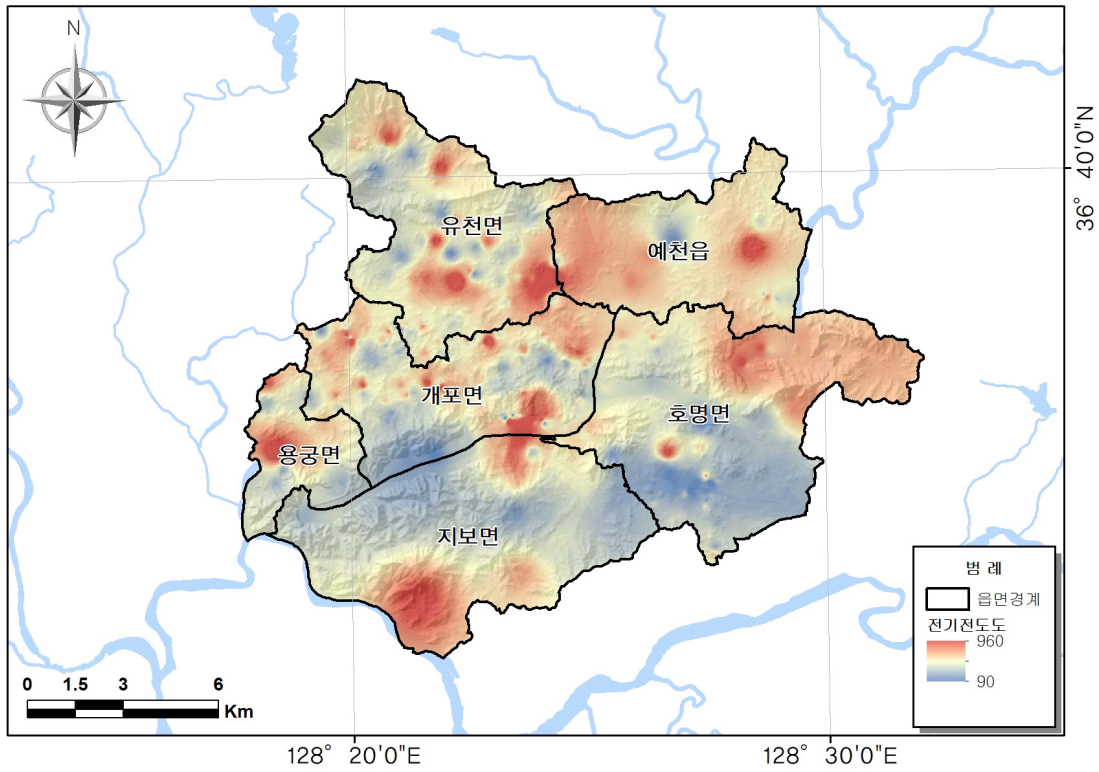 N
40'0"N
36°
유천면
예천읍
개포면
호명면
용궁면
지보면
범 례
읍면경계
전기전도도
960
90
0 1.5 3 6
Km
128° 20'0"E
128° 30'0"E